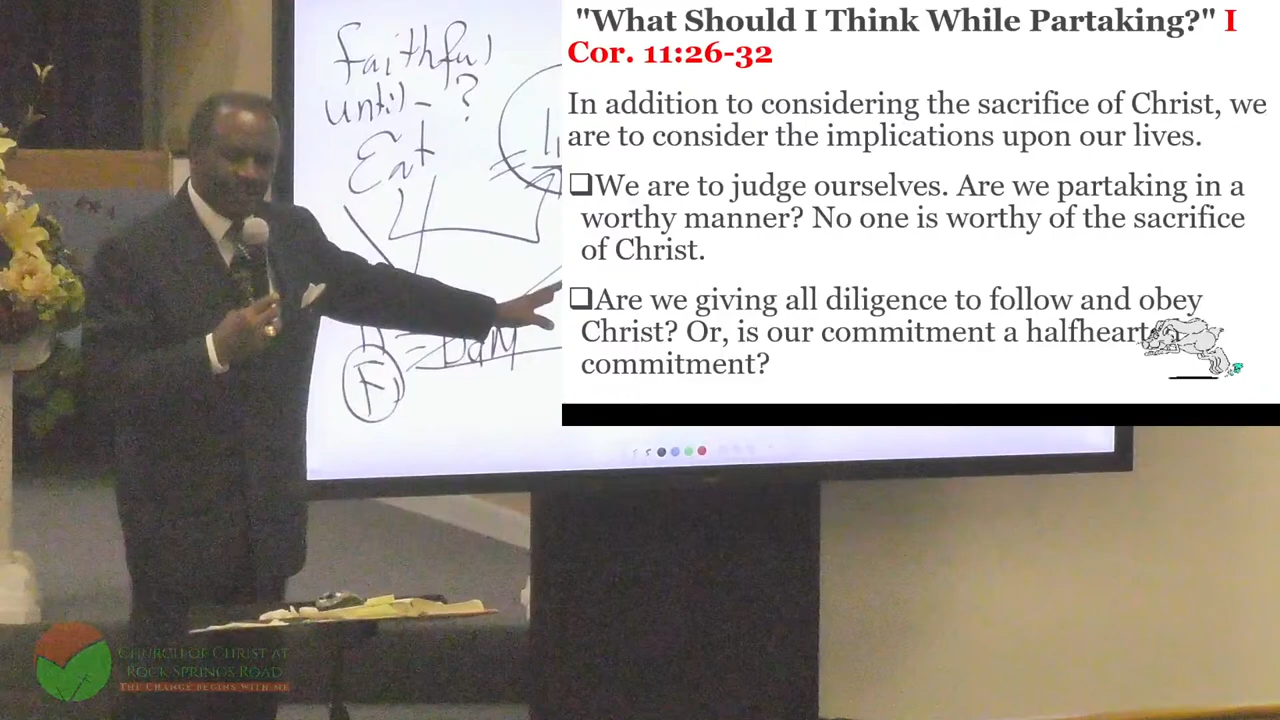 "What Should I Think While Partaking?" I
Cor. 11:26-32
In addition to considering the sacrifice of Christ, we
are to consider the implications upon our lives.
We are to judge ourselves. Are we partaking in a
worthy manner? No one is worthy of the sacrifice
of Christ.
Are we giving all diligence to follow and obey
Christ? Or, is our commitment a halfheart
commitment?
faithful
until - ?
Eat
CHURCH OF CHRIST AT
ROCK SPRINGS ROAD
THE CHANGE BEGINS WITH ME